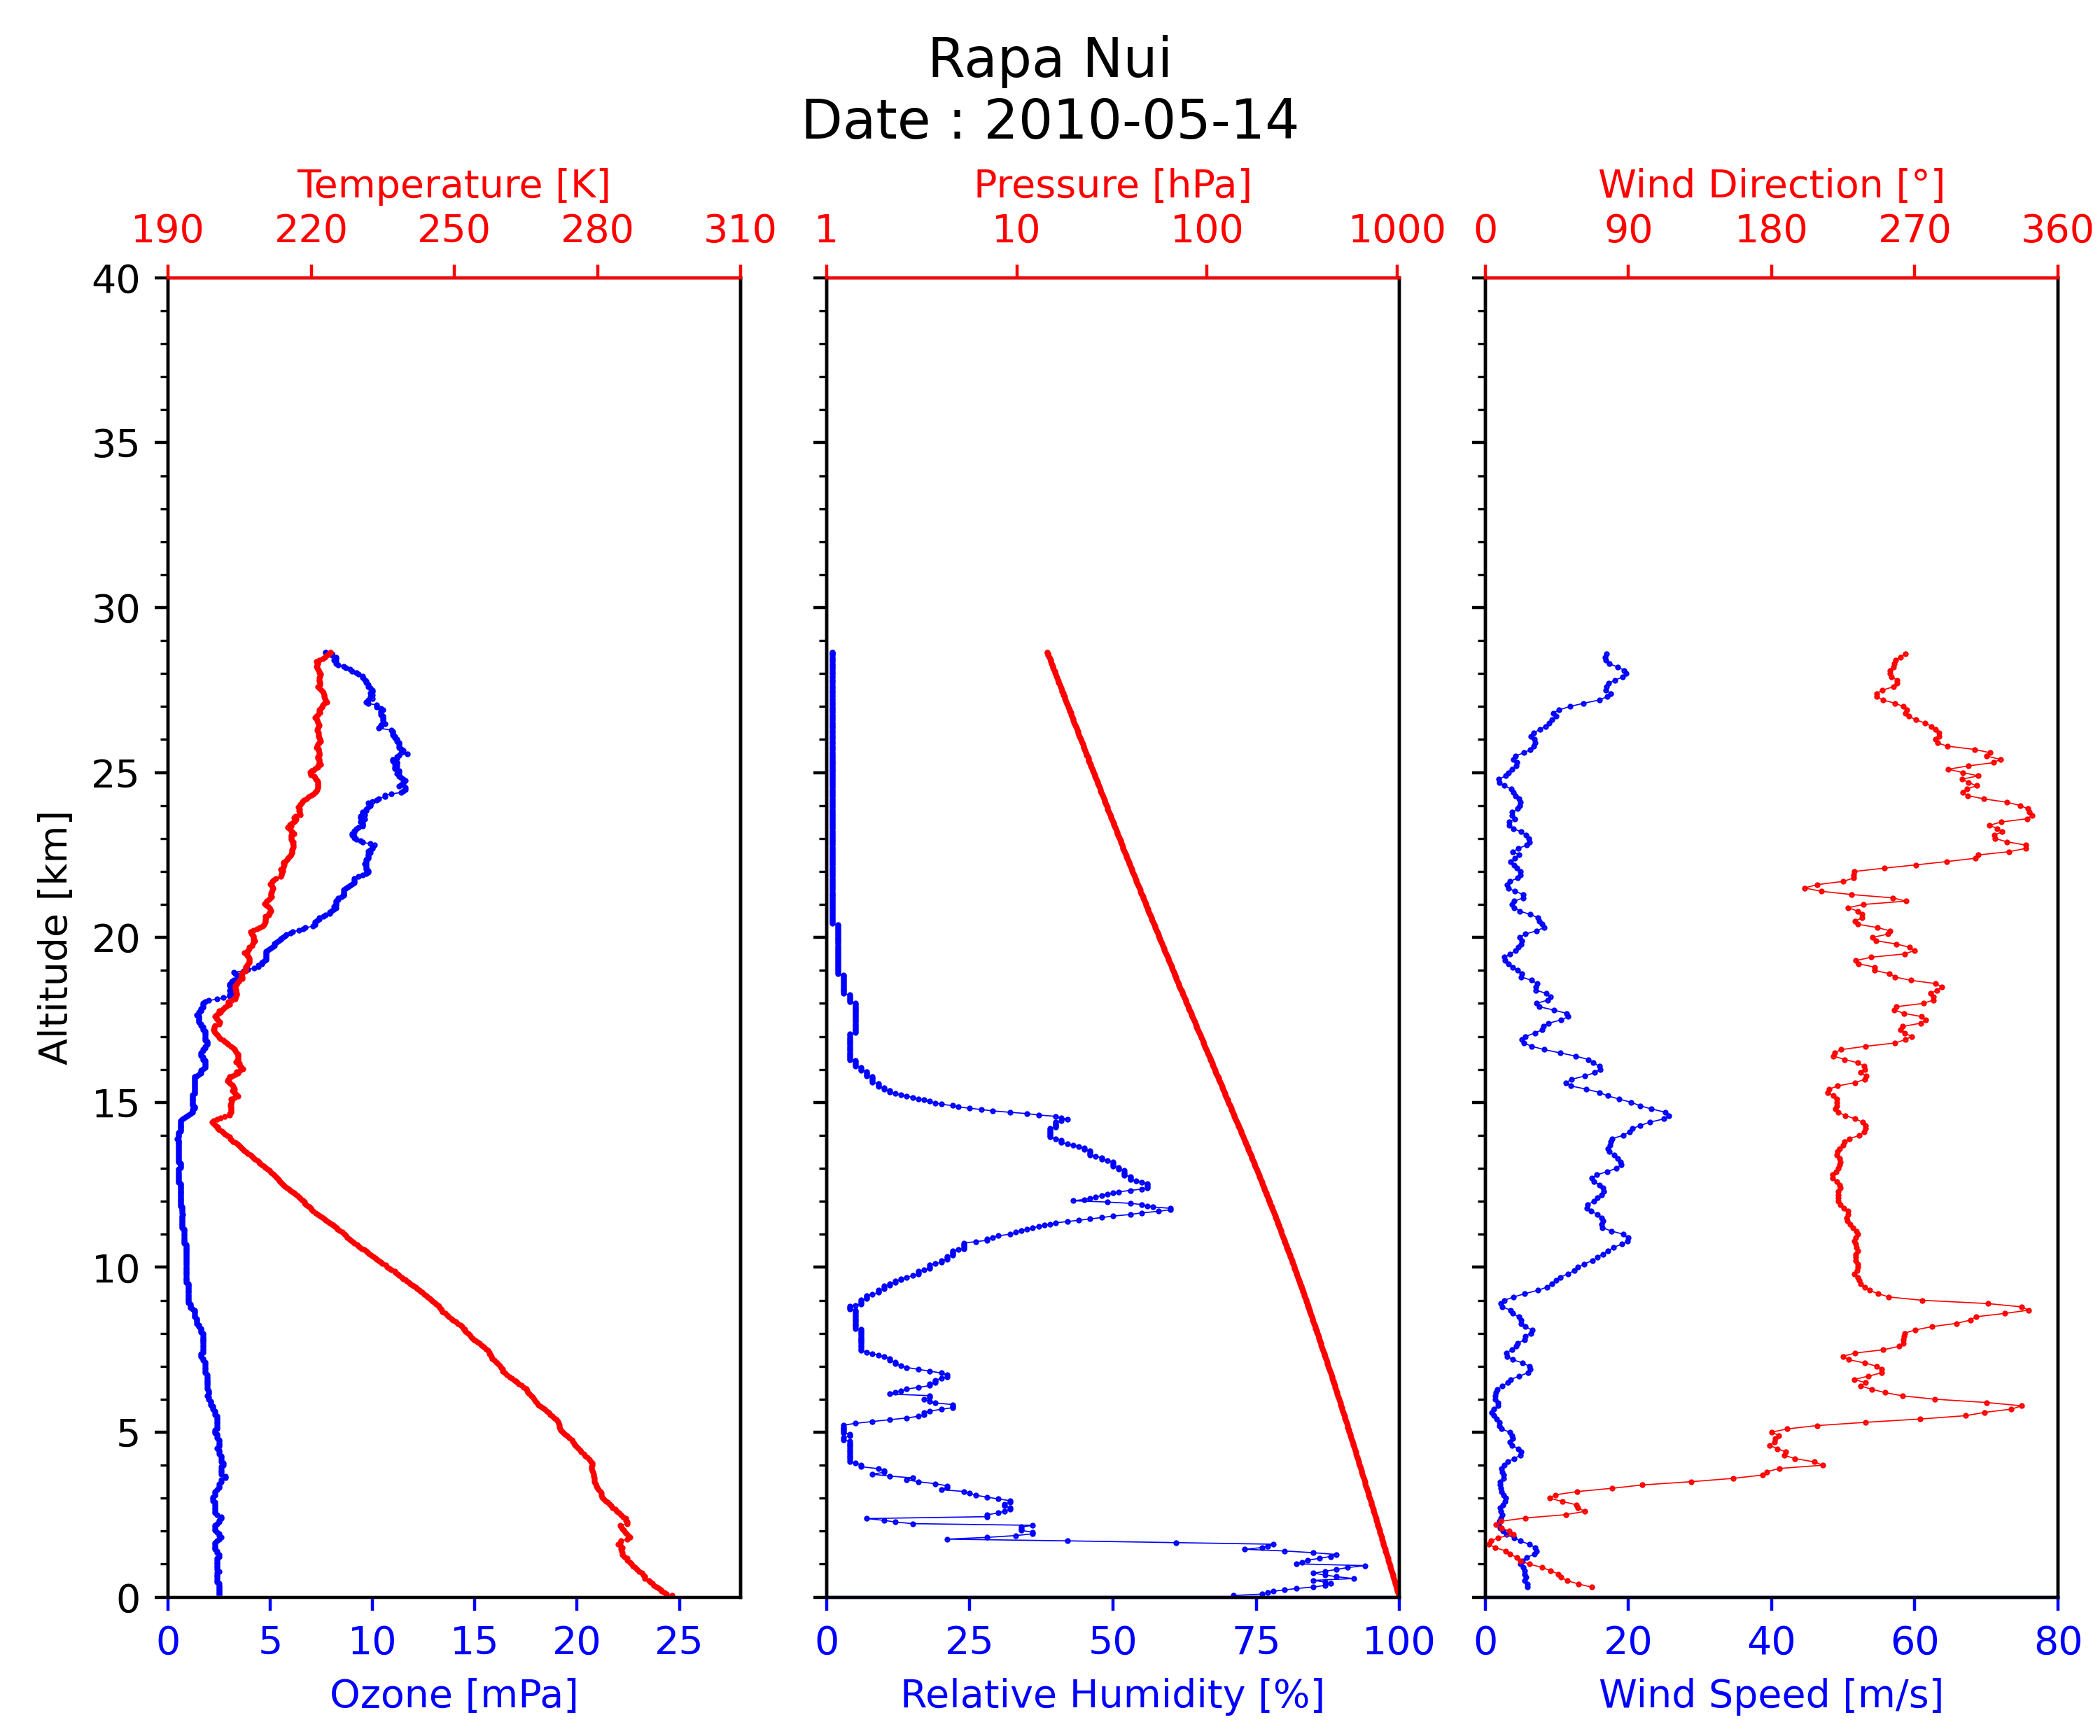 Rapa Nui
Date : 2010-05-14
Temperature [K]
190 220 250 280 310
Pressure [hPa]
1 10 100 1000
Wind Direction [°]
0 90 180 270 360
Altitude [km]
40
35
30
25
20
15
10
5
0
0 5 10 15 20 25
Ozone [mPa]
0 25 50 75 100
Relative Humidity [%]
0 20 40 60 80
Wind Speed [m/s]